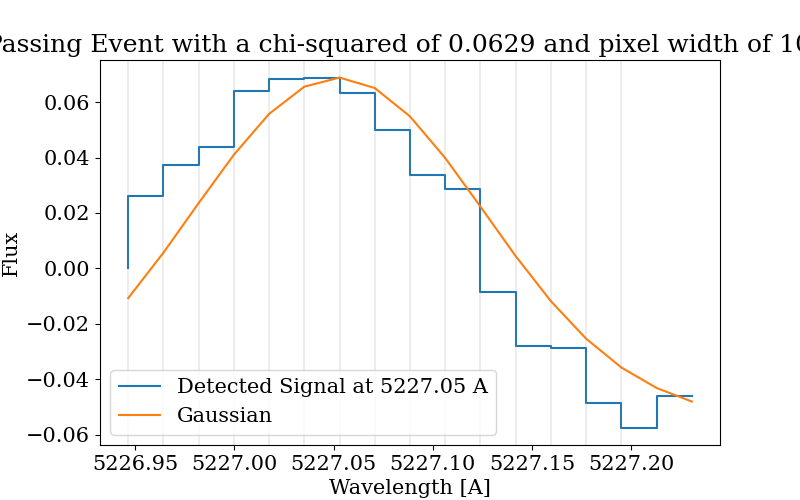 Passing Event with a chi-squared of 0.0629 and pixel width of 10
0.06
0.04
0.02
0.00
−0.02
−0.04
−0.06
Flux
Detected Signal at 5227.05 A
Gaussian
5226.95 5227.00 5227.05 5227.10 5227.15 5227.20
Wavelength [A]